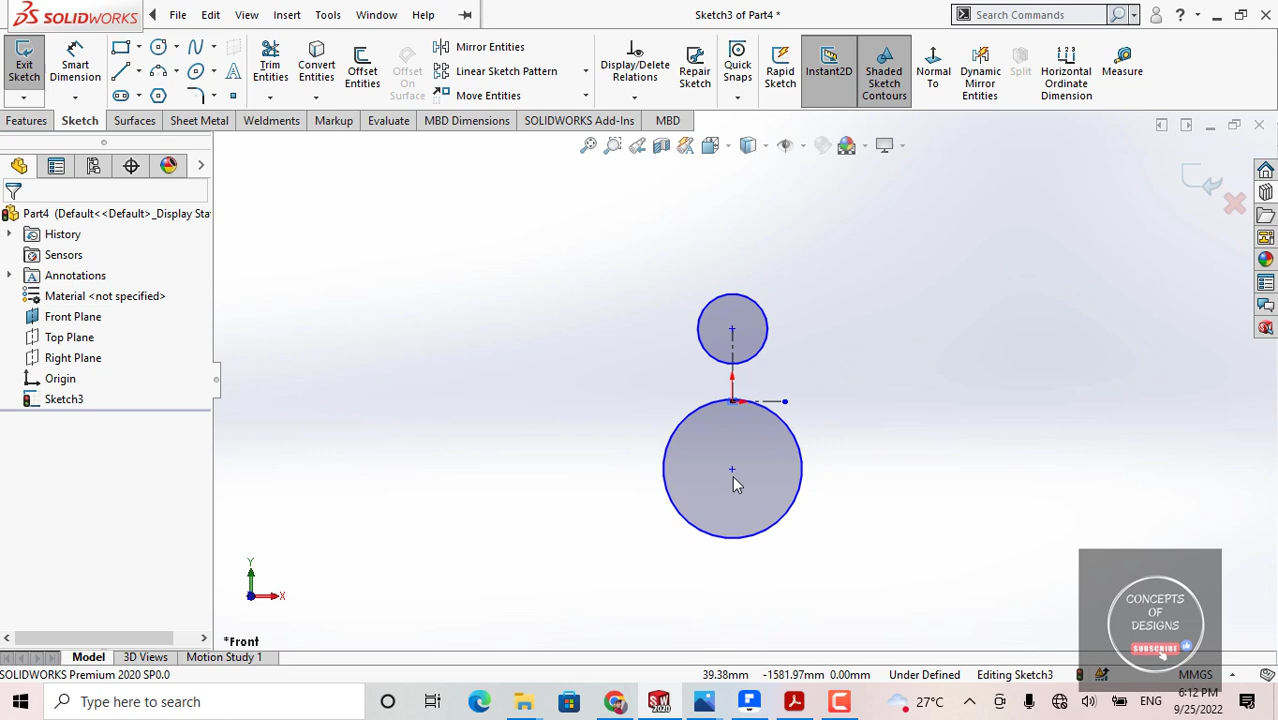 SOLIDWORKS
File Edit View Insert Tools Window Help
Sketch3 of Part4 *
Search Commands
?
Exit Sketch
Smart Dimension
Trim Entities
Convert Entities
Offset Entities
Offset On Surface
Mirror Entities
Linear Sketch Pattern
Move Entities
Display/Delete Relations
Repair Sketch
Quick Snaps
Rapid Sketch
Instant2D
Shaded Sketch Contours
Normal To
Dynamic Mirror Entities
Split
Horizontal Ordinate Dimension
Measure
Features Sketch Surfaces Sheet Metal Weldments Markup Evaluate MBD Dimensions SOLIDWORKS Add-Ins MBD
Part4 (Default<<Default>_Display Sta
History
Sensors
Annotations
Material <not specified>
Front Plane
Top Plane
Right Plane
Origin
Sketch3
Y
X
*Front
CONCEPTS
OF
DESIGNS
SUBSCRIBE
Model 3D Views Motion Study 1
SOLIDWORKS Premium 2020 SP0.0
39.38mm -1581.97mm 0.00mm Under Defined Editing Sketch3 MMGS
Type here to search
27°C
ENG
6:12 PM
9/25/2022